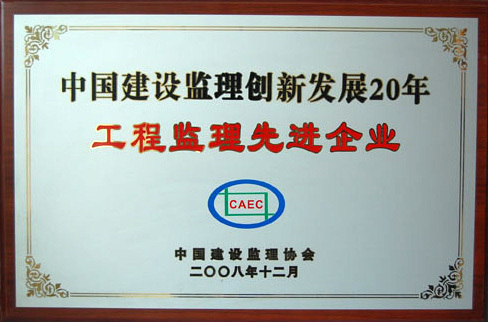 中国建设监理创新发展20年
工程监理先进企业
CAEC
中国建设监理协会
二〇〇八年十二月